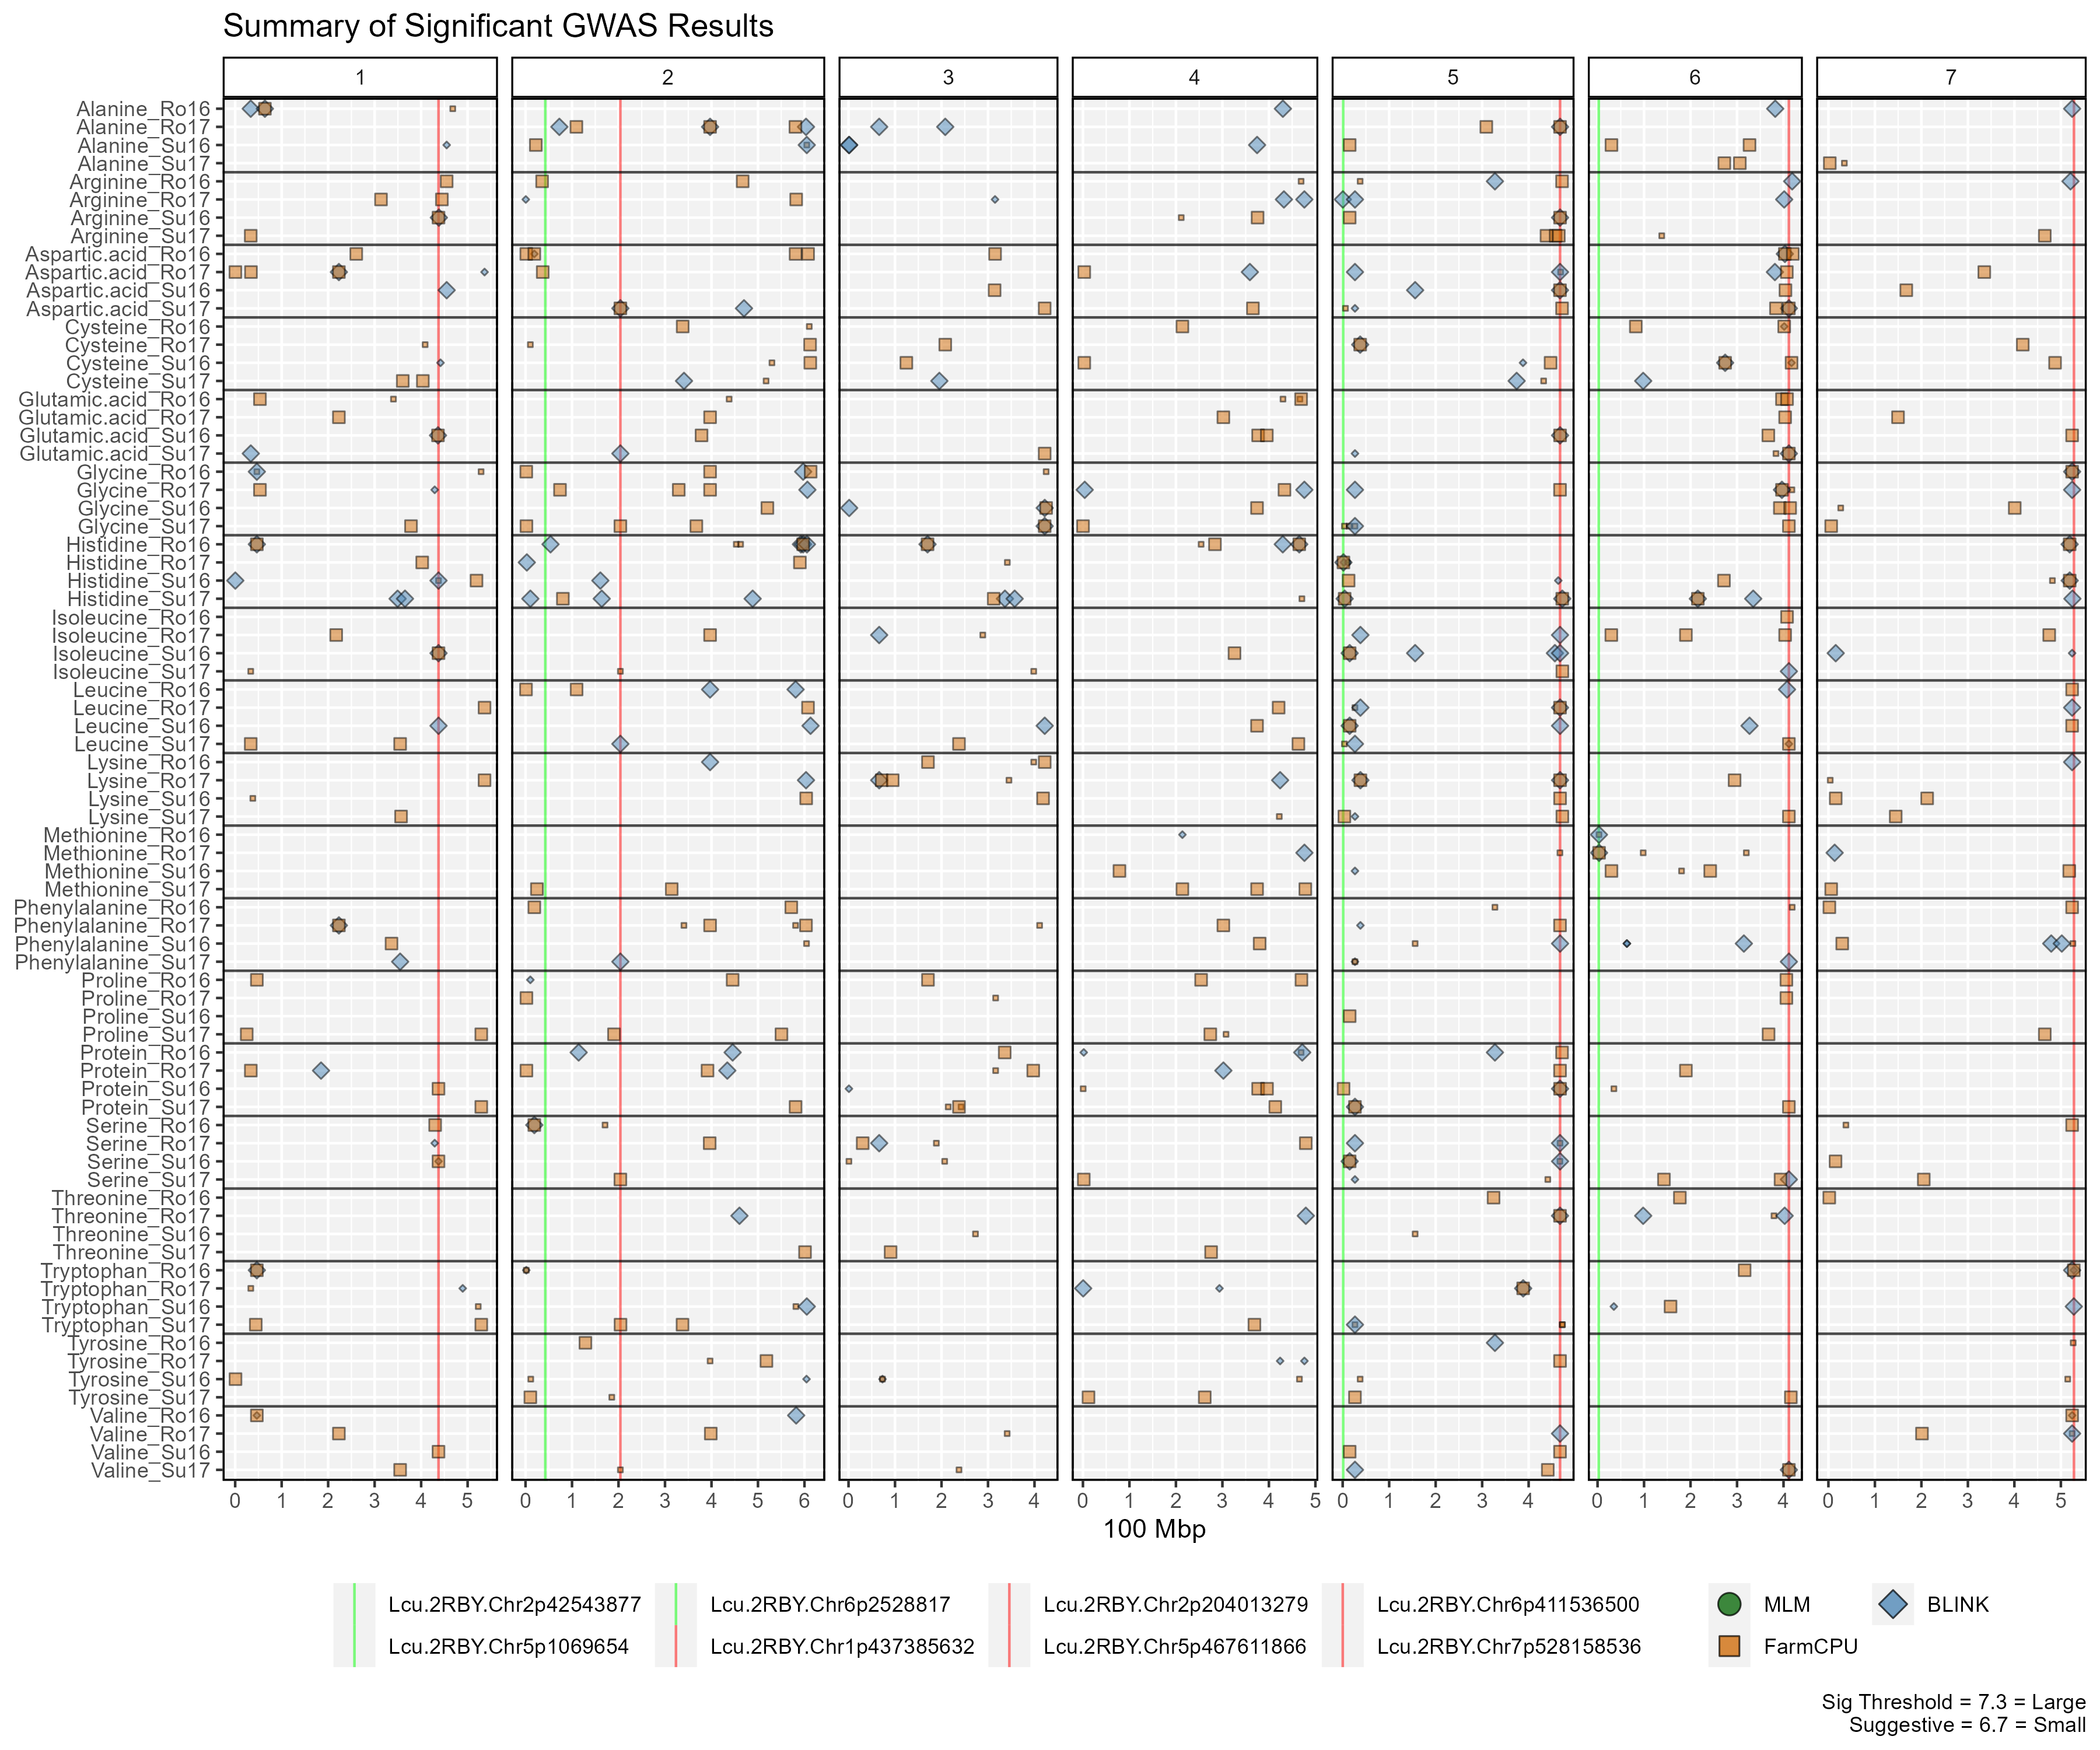 Summary of Significant GWAS Results
1 2 3 4 5 6 7
Alanine_Ro16
Alanine_Ro17
Alanine_Su16
Alanine_Su17
Arginine_Ro16
Arginine_Ro17
Arginine_Su16
Arginine_Su17
Aspartic.acid_Ro16
Aspartic.acid_Ro17
Aspartic.acid_Su16
Aspartic.acid_Su17
Cysteine_Ro16
Cysteine_Ro17
Cysteine_Su16
Cysteine_Su17
Glutamic.acid_Ro16
Glutamic.acid_Ro17
Glutamic.acid_Su16
Glutamic.acid_Su17
Glycine_Ro16
Glycine_Ro17
Glycine_Su16
Glycine_Su17
Histidine_Ro16
Histidine_Ro17
Histidine_Su16
Histidine_Su17
Isoleucine_Ro16
Isoleucine_Ro17
Isoleucine_Su16
Isoleucine_Su17
Leucine_Ro16
Leucine_Ro17
Leucine_Su16
Leucine_Su17
Lysine_Ro16
Lysine_Ro17
Lysine_Su16
Lysine_Su17
Methionine_Ro16
Methionine_Ro17
Methionine_Su16
Methionine_Su17
Phenylalanine_Ro16
Phenylalanine_Ro17
Phenylalanine_Su16
Phenylalanine_Su17
Proline_Ro16
Proline_Ro17
Proline_Su16
Proline_Su17
Protein_Ro16
Protein_Ro17
Protein_Su16
Protein_Su17
Serine_Ro16
Serine_Ro17
Serine_Su16
Serine_Su17
Threonine_Ro16
Threonine_Ro17
Threonine_Su16
Threonine_Su17
Tryptophan_Ro16
Tryptophan_Ro17
Tryptophan_Su16
Tryptophan_Su17
Tyrosine_Ro16
Tyrosine_Ro17
Tyrosine_Su16
Tyrosine_Su17
Valine_Ro16
Valine_Ro17
Valine_Su16
Valine_Su17
0 1 2 3 4 5 0 1 2 3 4 5 6 0 1 2 3 4 0 1 2 3 4 5 0 1 2 3 4 0 1 2 3 4 0 1 2 3 4 5
100 Mbp
Lcu.2RBY.Chr2p42543877 Lcu.2RBY.Chr6p2528817 Lcu.2RBY.Chr2p204013279 Lcu.2RBY.Chr6p411536500 MLM BLINK
Lcu.2RBY.Chr5p1069654 Lcu.2RBY.Chr1p437385632 Lcu.2RBY.Chr5p467611866 Lcu.2RBY.Chr7p528158536 FarmCPU
Sig Threshold = 7.3 = Large
Suggestive = 6.7 = Small